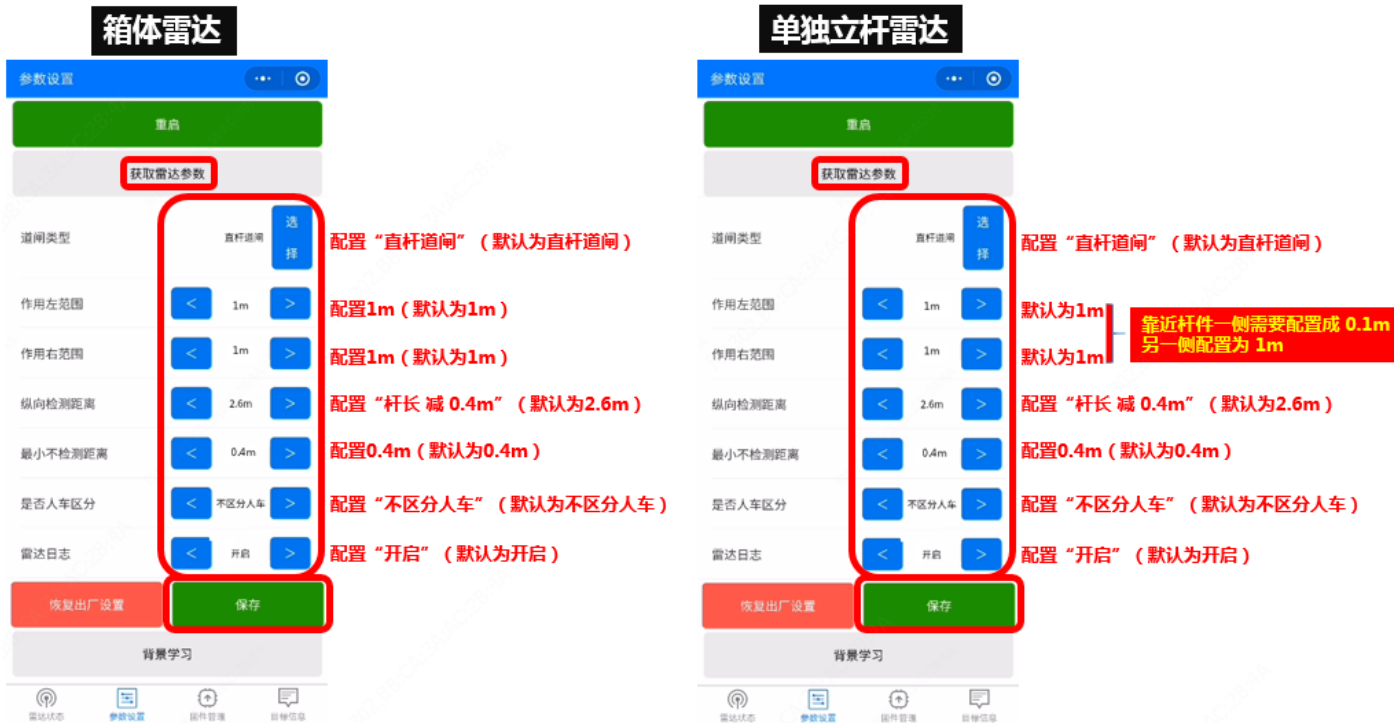 箱体雷达
参数设置
重启
获取雷达参数
道闸类型
直杆道闸
选
择
配置“直杆道闸”（默认为直杆道闸）
作用左范围
<
1m
>
配置1m（默认为1m）
作用右范围
<
1m
>
配置1m（默认为1m）
纵向检测距离
<
2.6m
>
配置“杆长 减 0.4m”（默认为2.6m）
最小不检测距离
<
0.4m
>
配置0.4m（默认为0.4m）
是否人车区分
<
不区分人车
>
配置“不区分人车”（默认为不区分人车）
雷达日志
<
开启
>
配置“开启”（默认为开启）
恢复出厂设置
保存
背景学习
雷达状态
参数设置
固件管理
目标信息
单独立杆雷达
参数设置
重启
获取雷达参数
道闸类型
直杆道闸
选
择
配置“直杆道闸”（默认为直杆道闸）
作用左范围
<
1m
>
默认为1m
作用右范围
<
1m
>
默认为1m
靠近杆件一侧需要配置成 0.1m
另一侧配置为 1m
纵向检测距离
<
2.6m
>
配置“杆长 减 0.4m”（默认为2.6m）
最小不检测距离
<
0.4m
>
配置0.4m（默认为0.4m）
是否人车区分
<
不区分人车
>
配置“不区分人车”（默认为不区分人车）
雷达日志
<
开启
>
配置“开启”（默认为开启）
恢复出厂设置
保存
背景学习
雷达状态
参数设置
固件管理
目标信息